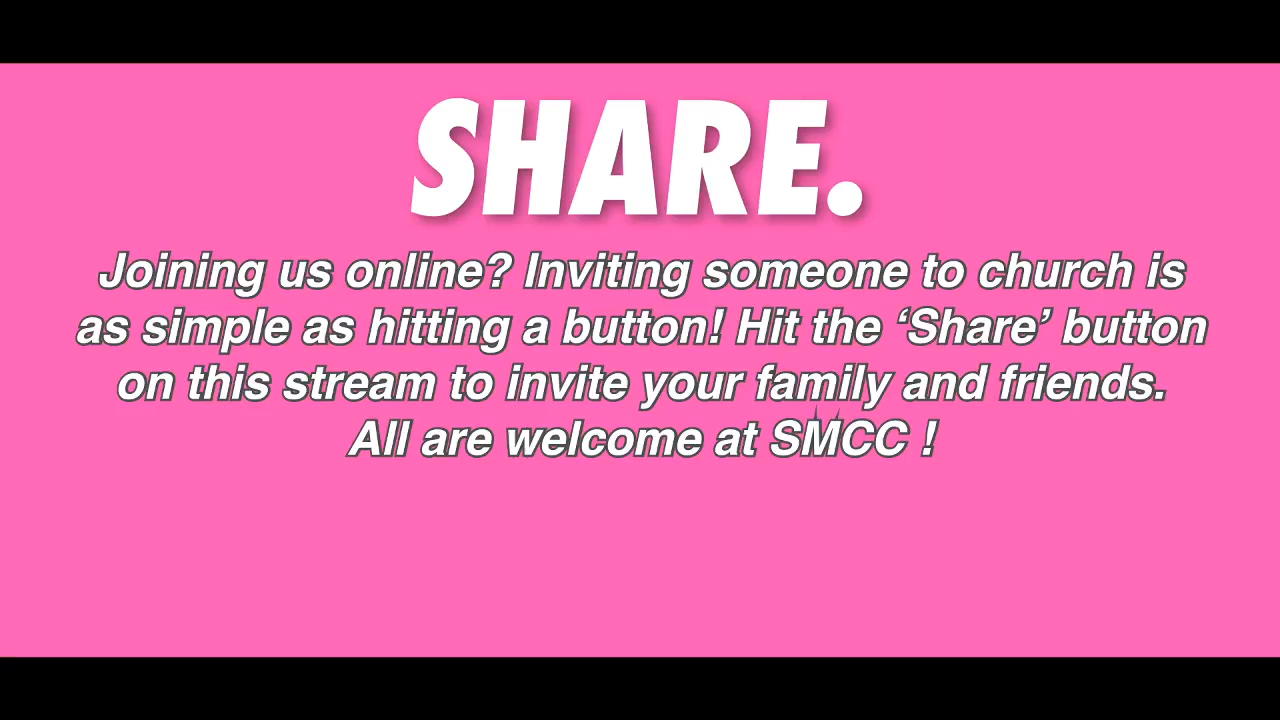 SHARE.
Joining us online? Inviting someone to church is
as simple as hitting a button! Hit the ‘Share’ button
on this stream to invite your family and friends.
All are welcome at SMCC !